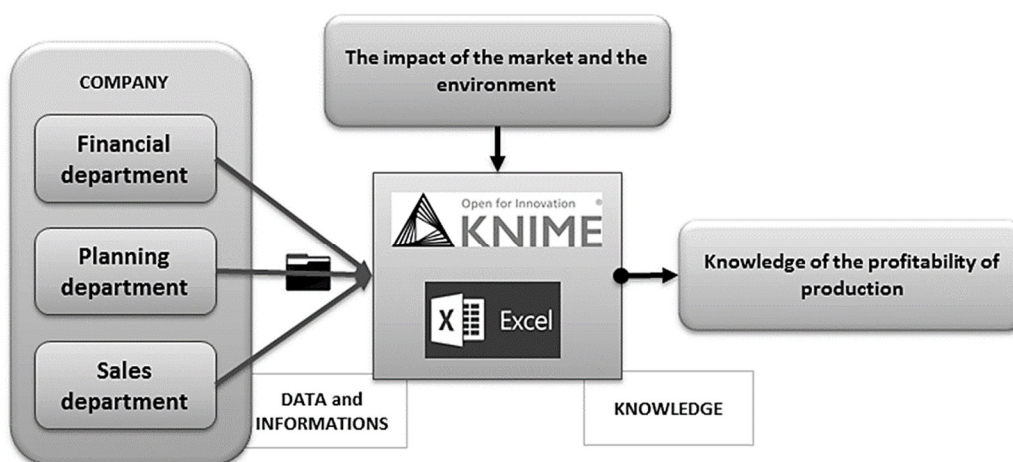 COMPANY
Financial
department
Planning
department
Sales
department
The impact of the market and the
environment
Open for Innovation ®
KNIME
X Excel
DATA and
INFORMATIONS
KNOWLEDGE
Knowledge of the profitability of
production